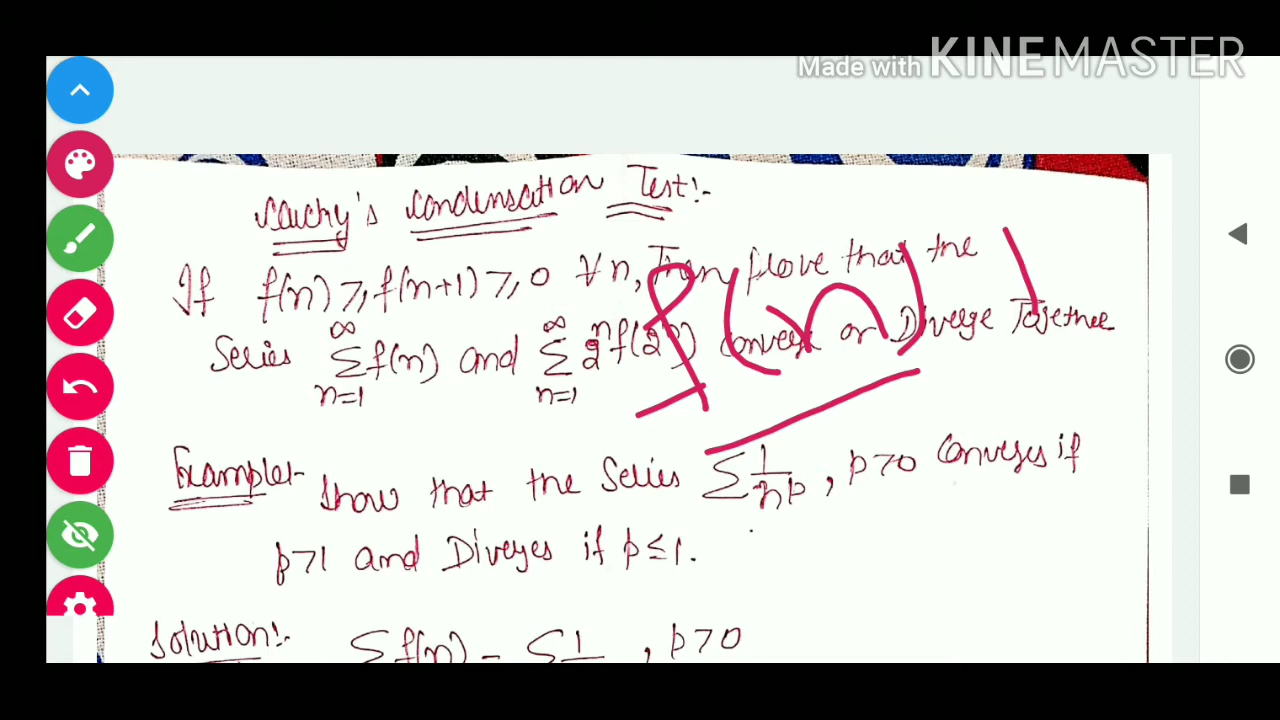 Made with KINEMASTER
Cauchy's Condensation Test:-
If f(n) ≥ f(n+1) ≥ 0 ∀ n, Then prove that the
Series ∑_{n=1}^{∞} f(n) and ∑_{n=1}^{∞} 2^n f(2^n) Converge or Diverge Together
f(n)
Example:- Show that the Series ∑ 1/n^p , p>0 Converges if
p>1 and Diverges if p ≤ 1.
Solution:- ∑ f(n) = ∑ 1 , p>0